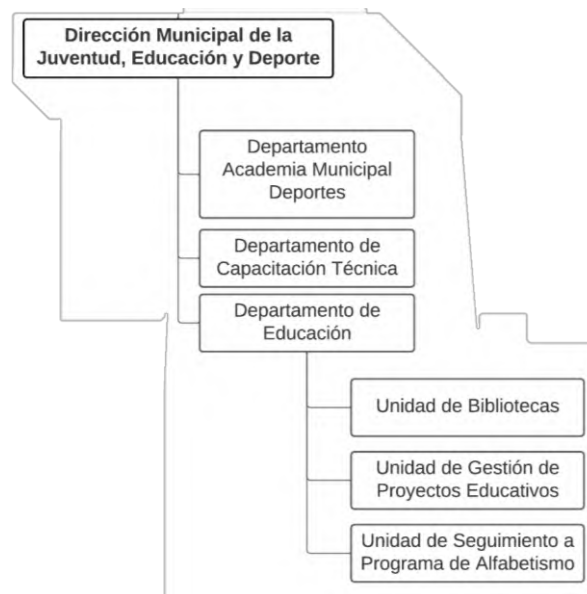 Dirección Municipal de la
Juventud, Educación y Deporte
Departamento
Academia Municipal
Deportes
Departamento de
Capacitación Técnica
Departamento de
Educación
Unidad de Bibliotecas
Unidad de Gestión de
Proyectos Educativos
Unidad de Seguimiento a
Programa de Alfabetismo